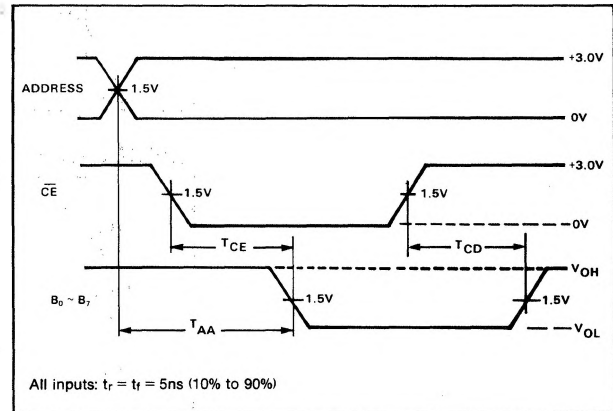 +3.0V
ADDRESS
1.5V
0V
+3.0V
CE
1.5V
1.5V
0V
TCE
TCD
VOH
B0 ~ B7
1.5V
1.5V
TAA
VOL
All inputs: tr = tf = 5ns (10% to 90%)